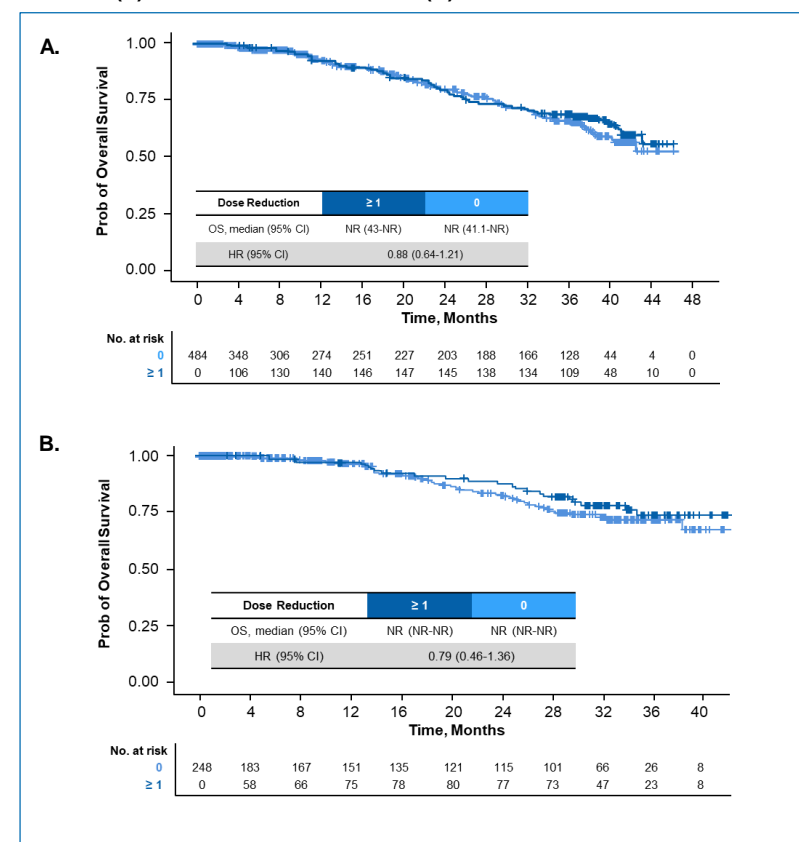 A.
Prob of Overall Survival
1.00
0.75
0.50
0.25
0.00
Dose Reduction ≥ 1 0
OS, median (95% CI) NR (43-NR) NR (41.1-NR)
HR (95% CI) 0.88 (0.64-1.21)
0 4 8 12 16 20 24 28 32 36 40 44 48
Time, Months
No. at risk
0 484 348 306 274 251 227 203 188 166 128 44 4 0
≥ 1 0 106 130 140 146 147 145 138 134 109 48 10 0
B.
Prob of Overall Survival
1.00
0.75
0.50
0.25
0.00
Dose Reduction ≥ 1 0
OS, median (95% CI) NR (NR-NR) NR (NR-NR)
HR (95% CI) 0.79 (0.46-1.36)
0 4 8 12 16 20 24 28 32 36 40
Time, Months
No. at risk
0 248 183 167 151 135 121 115 101 66 26 8
≥ 1 0 58 66 75 78 80 77 73 47 23 8